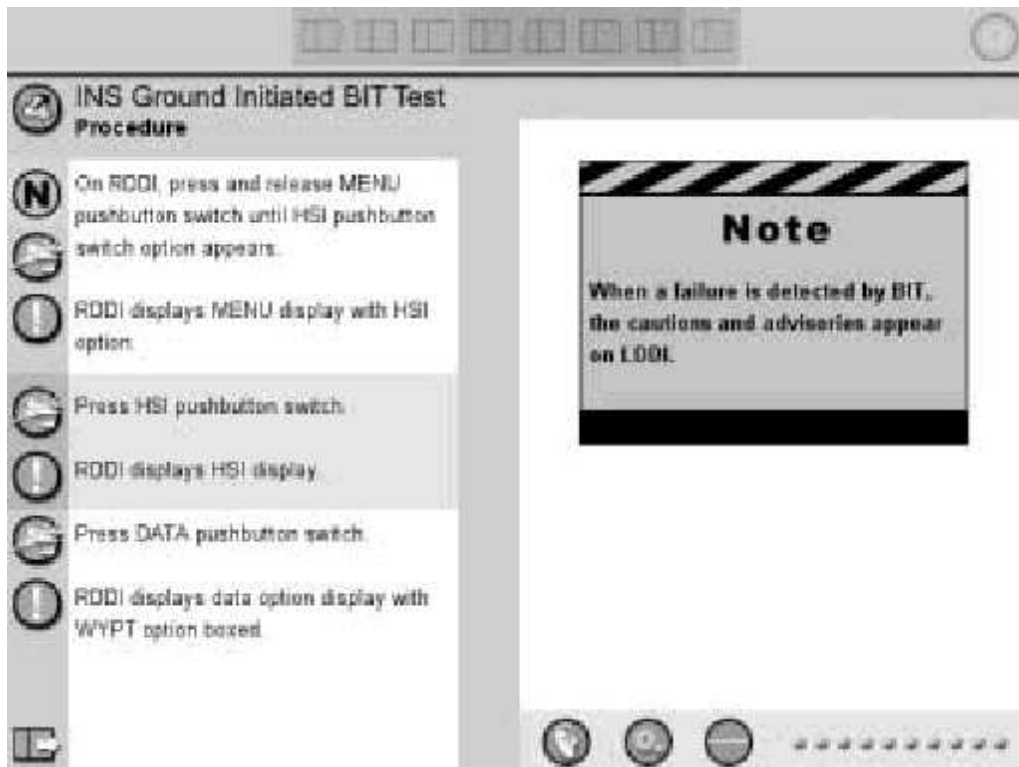 INS Ground Initiated BIT Test
Procedure
N
On RDDI, press and release MENU
pushbutton switch until HSI pushbutton
switch option appears.
RDDI displays MENU display with HSI
option.
Press HSI pushbutton switch.
RDDI displays HSI display.
Press DATA pushbutton switch.
RDDI displays data option display with
WYPT option boxed.
Note
When a failure is detected by BIT,
the cautions and advisories appear
on LDDI.